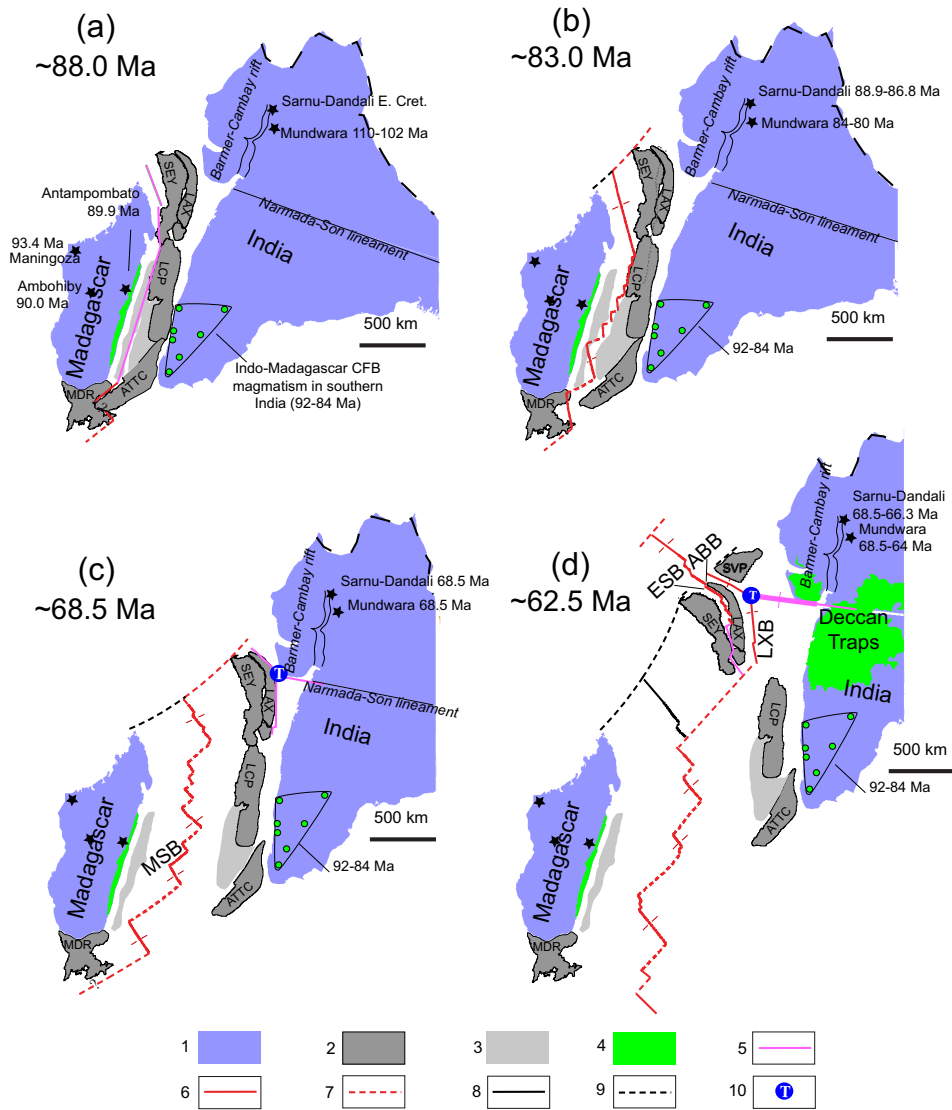 (a)
~88.0 Ma
Barmer-Cambay rift
Sarnu-Dandali E. Cret.
Mundwara 110-102 Ma
SEY
LAX
Antampombato
89.9 Ma
Narmada-Son lineament
India
93.4 Ma
Maningoza
Madagascar
LCP
Ambohiby
90.0 Ma
500 km
Indo-Madagascar CFB
magmatism in southern
India (92-84 Ma)
ATTC
MDR
?
(b)
~83.0 Ma
Barmer-Cambay rift
Sarnu-Dandali 88.9-86.8 Ma
Mundwara 84-80 Ma
SEY
LAX
Narmada-Son lineament
India
Madagascar
LCP
500 km
92-84 Ma
ATTC
MDR
(c)
~68.5 Ma
Barmer-Cambay rift
Sarnu-Dandali 68.5 Ma
Mundwara 68.5 Ma
T
SEY
LAX
Narmada-Son lineament
India
Madagascar
MSB
LCP
500 km
92-84 Ma
ATTC
MDR
?
(d)
~62.5 Ma
Barmer-Cambay rift
Sarnu-Dandali
68.5-66.3 Ma
Mundwara
68.5-64 Ma
ESB
ABB
SVP
T
SEY
LAX
LXB
Deccan
Traps
India
LCP
500 km
92-84 Ma
ATTC
Madagascar
MDR
1
2
3
4
5
6
7
8
9
10
T